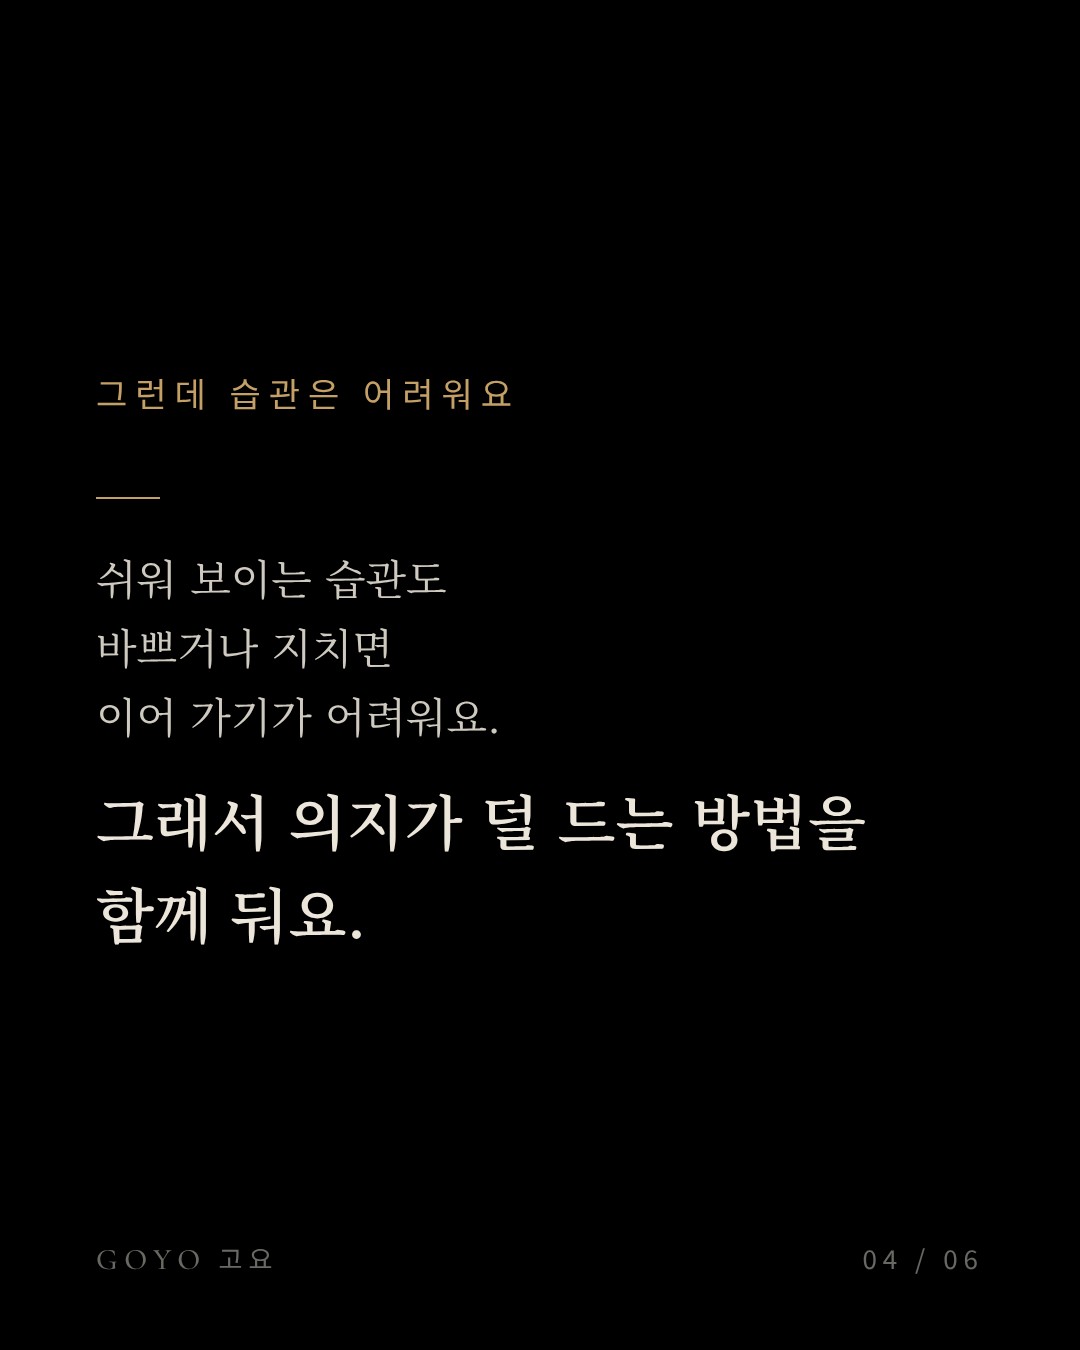 그런데 습관은 어려워요
쉬워 보이는 습관도
바쁘거나 지치면
이어 가기가 어려워요.
그래서 의지가 덜 드는 방법을
함께 둬요.
GOYO 고요
04 / 06